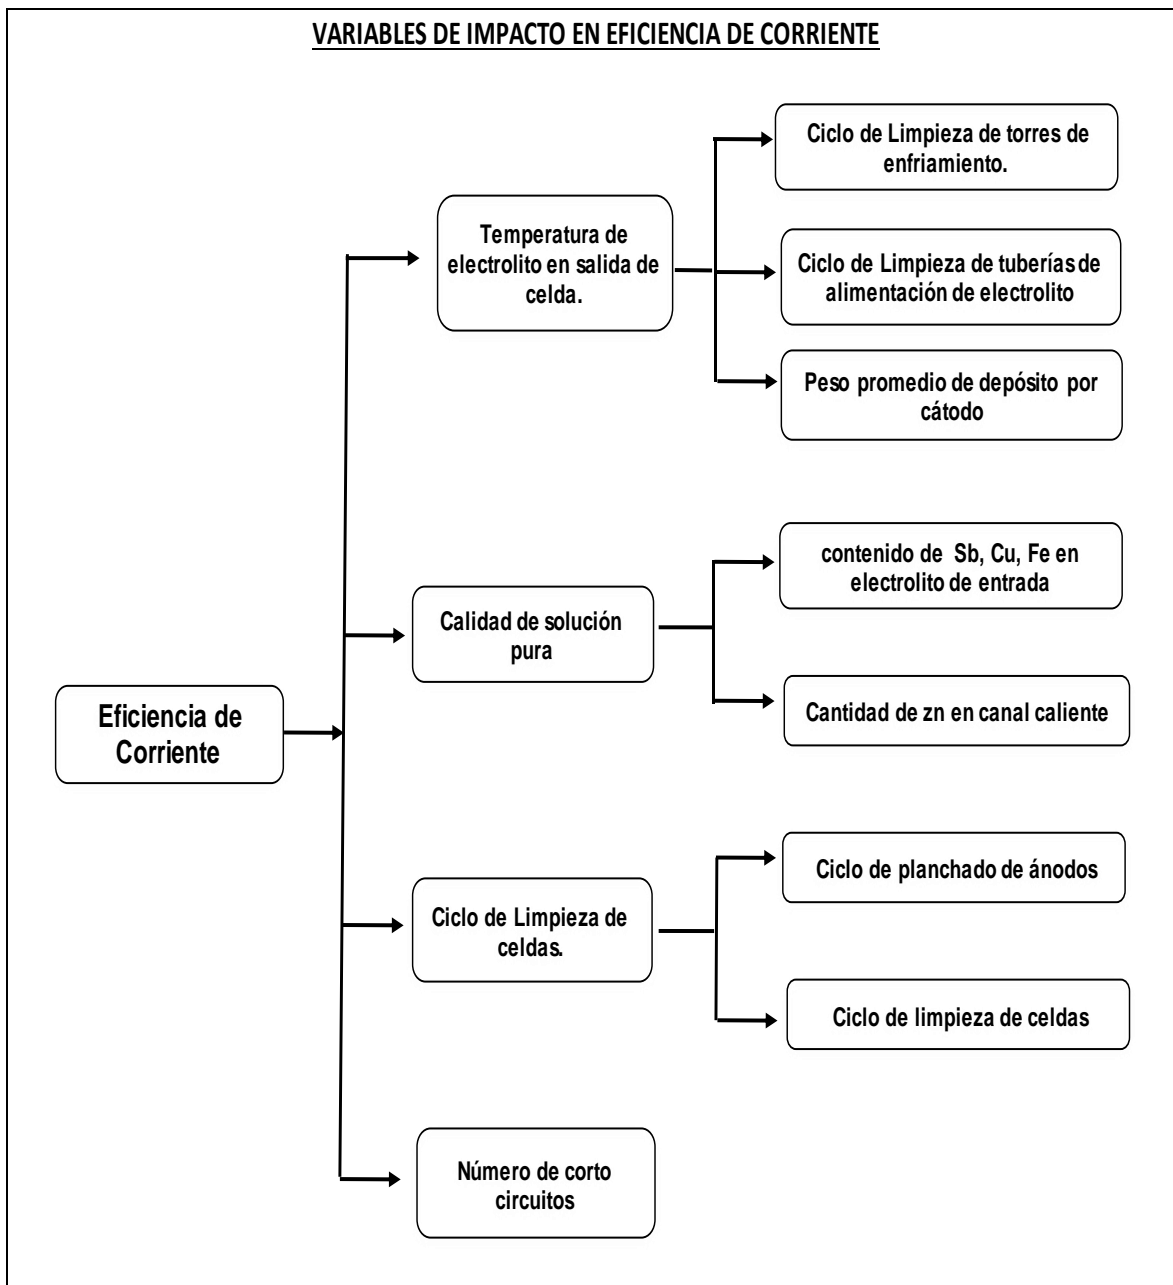 VARIABLES DE IMPACTO EN EFICIENCIA DE CORRIENTE
Ciclo de Limpieza de torres de
enfriamiento.
Temperatura de
electrolito en salida de
celda.
Ciclo de Limpieza de tuberías de
alimentación de electrolito
Peso promedio de depósito por
cátodo
contenido de Sb, Cu, Fe en
electrolito de entrada
Calidad de solución
pura
Cantidad de zn en canal caliente
Eficiencia de
Corriente
Ciclo de planchado de ánodos
Ciclo de Limpieza de
celdas.
Ciclo de limpieza de celdas
Número de corto
circuitos